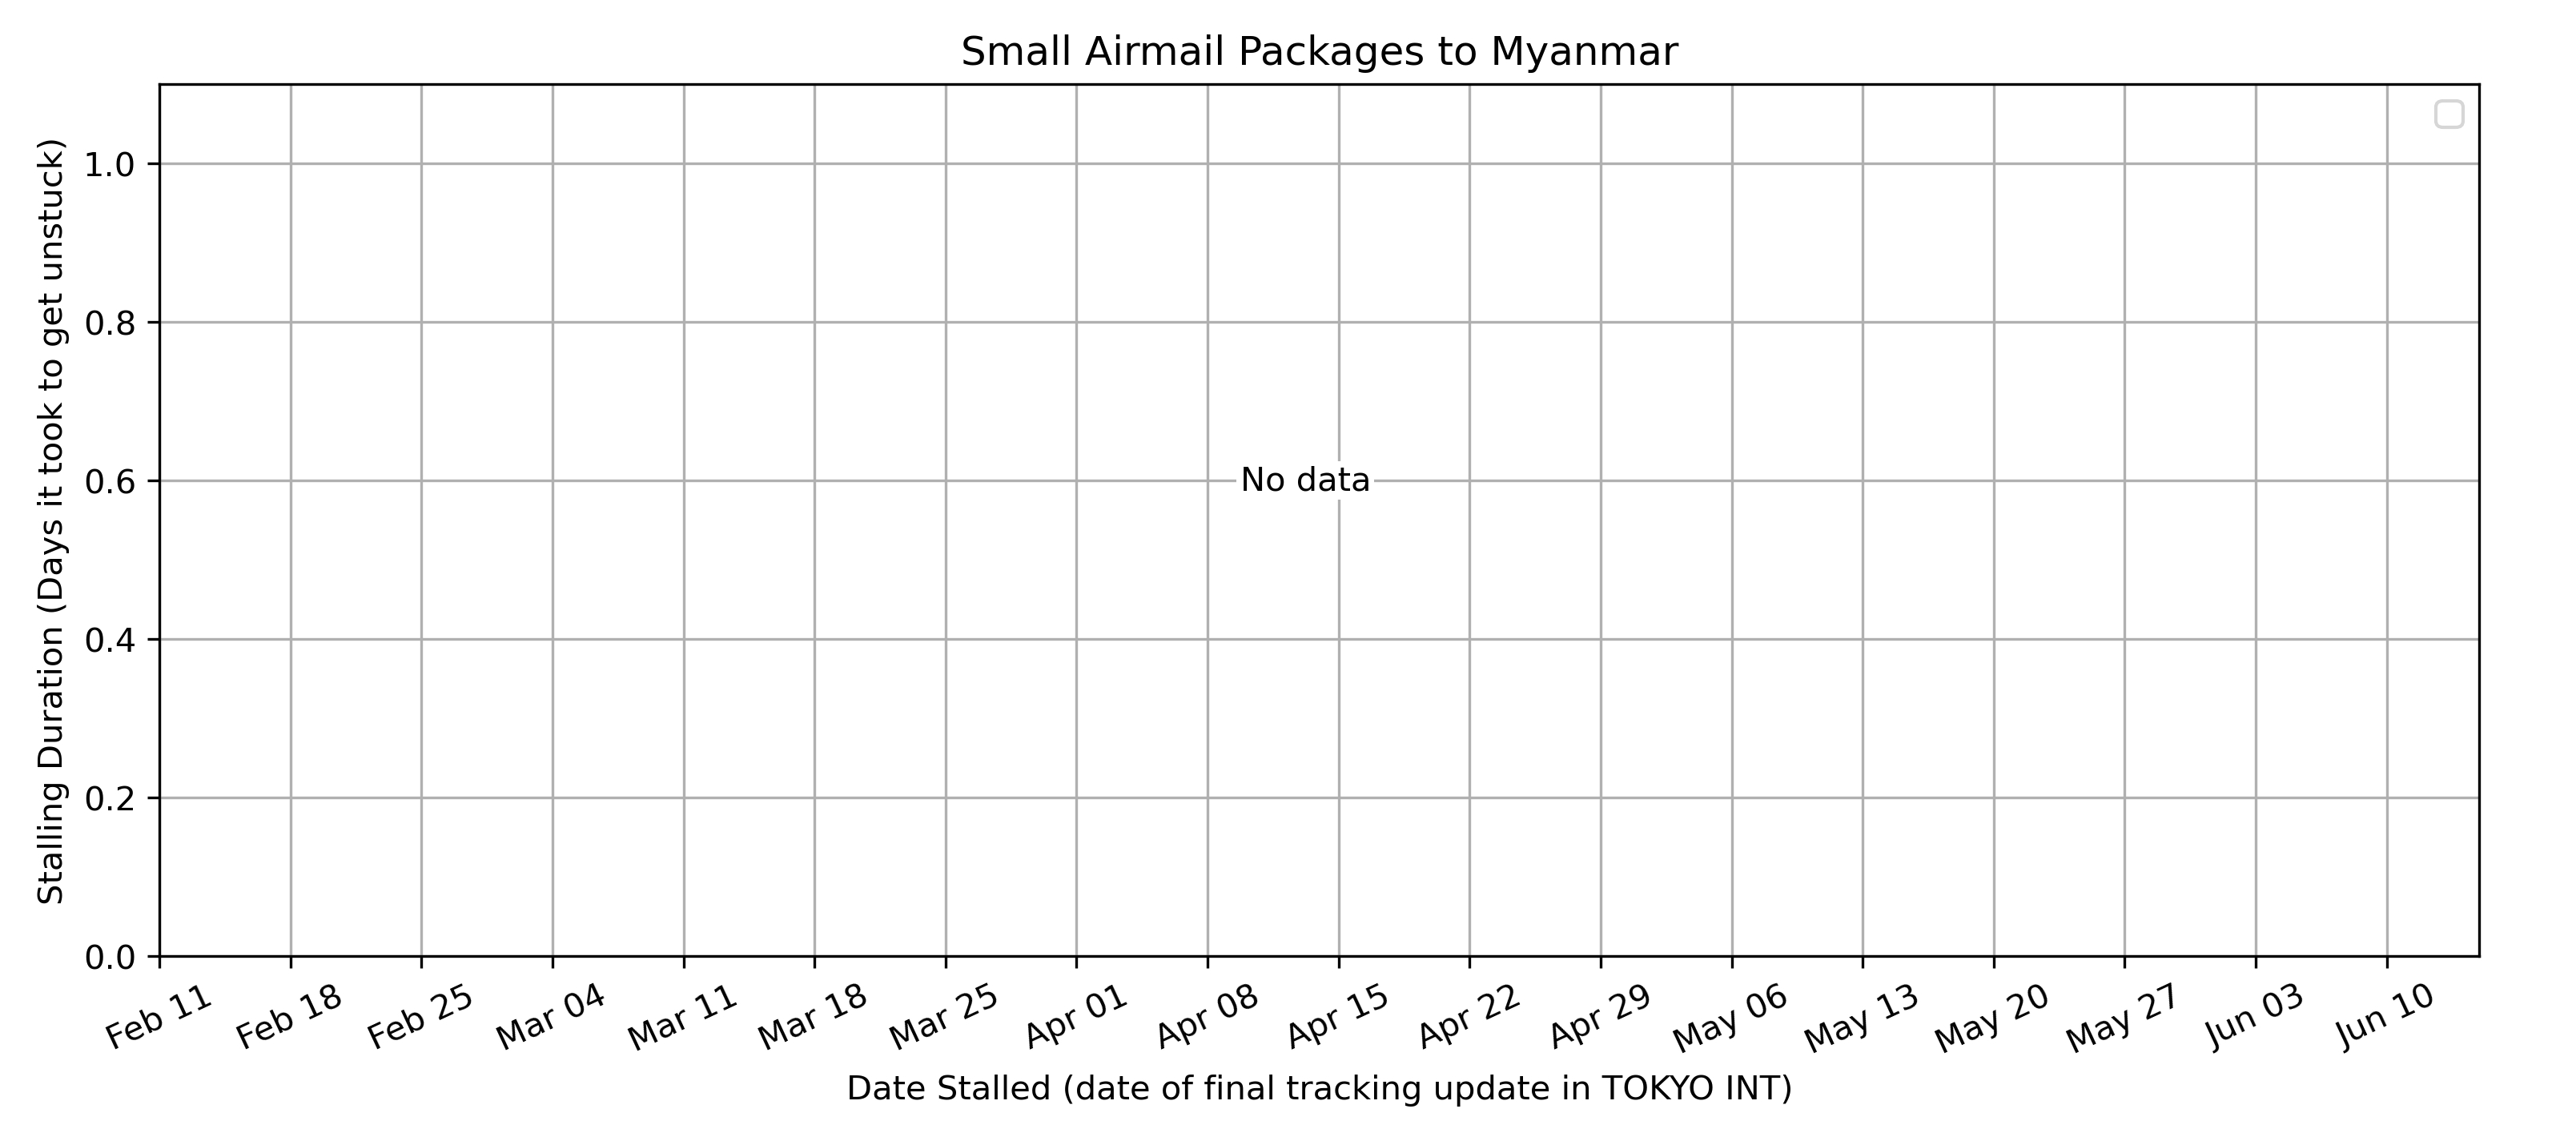 Small Airmail Packages to Myanmar
Stalling Duration (Days it took to get unstuck)
1.0
0.8
0.6
0.4
0.2
0.0
No data
Feb 11 Feb 18 Feb 25 Mar 04 Mar 11 Mar 18 Mar 25 Apr 01 Apr 08 Apr 15 Apr 22 Apr 29 May 06 May 13 May 20 May 27 Jun 03 Jun 10
Date Stalled (date of final tracking update in TOKYO INT)